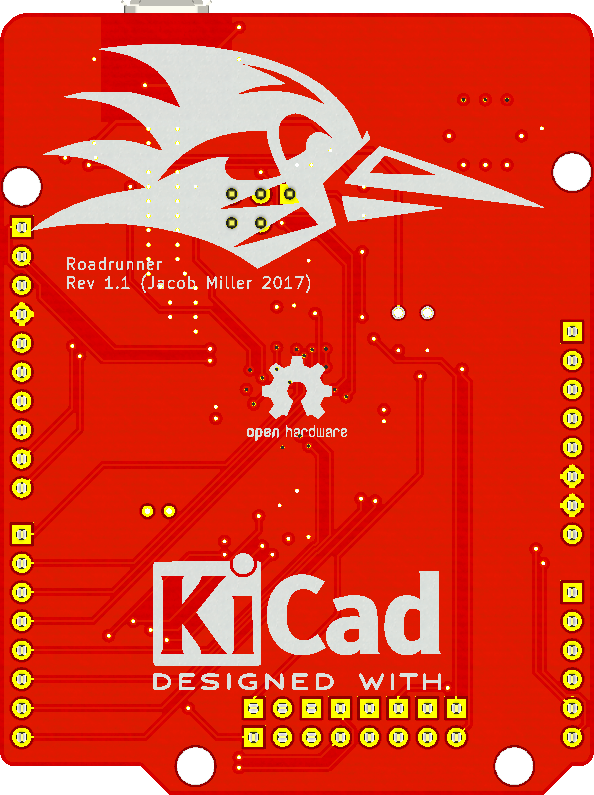 Roadrunner
Rev 1.1 (Jacob Miller 2017)
open hardware
KiCad
DESIGNED WITH.